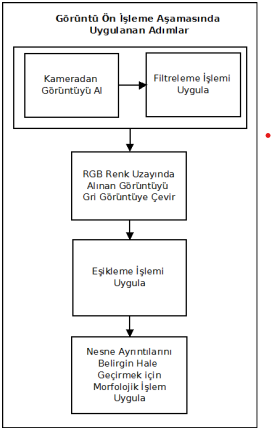 Görüntü Ön İşleme Aşamasında
Uygulanan Adımlar
Kameradan
Görüntüyü Al
Filtreleme İşlemi
Uygula
RGB Renk Uzayında
Alınan Görüntüyü
Gri Görüntüye Çevir
Eşikleme İşlemi
Uygula
Nesne Ayrıntılarını
Belirgin Hale
Geçirmek için
Morfolojik İşlem
Uygula